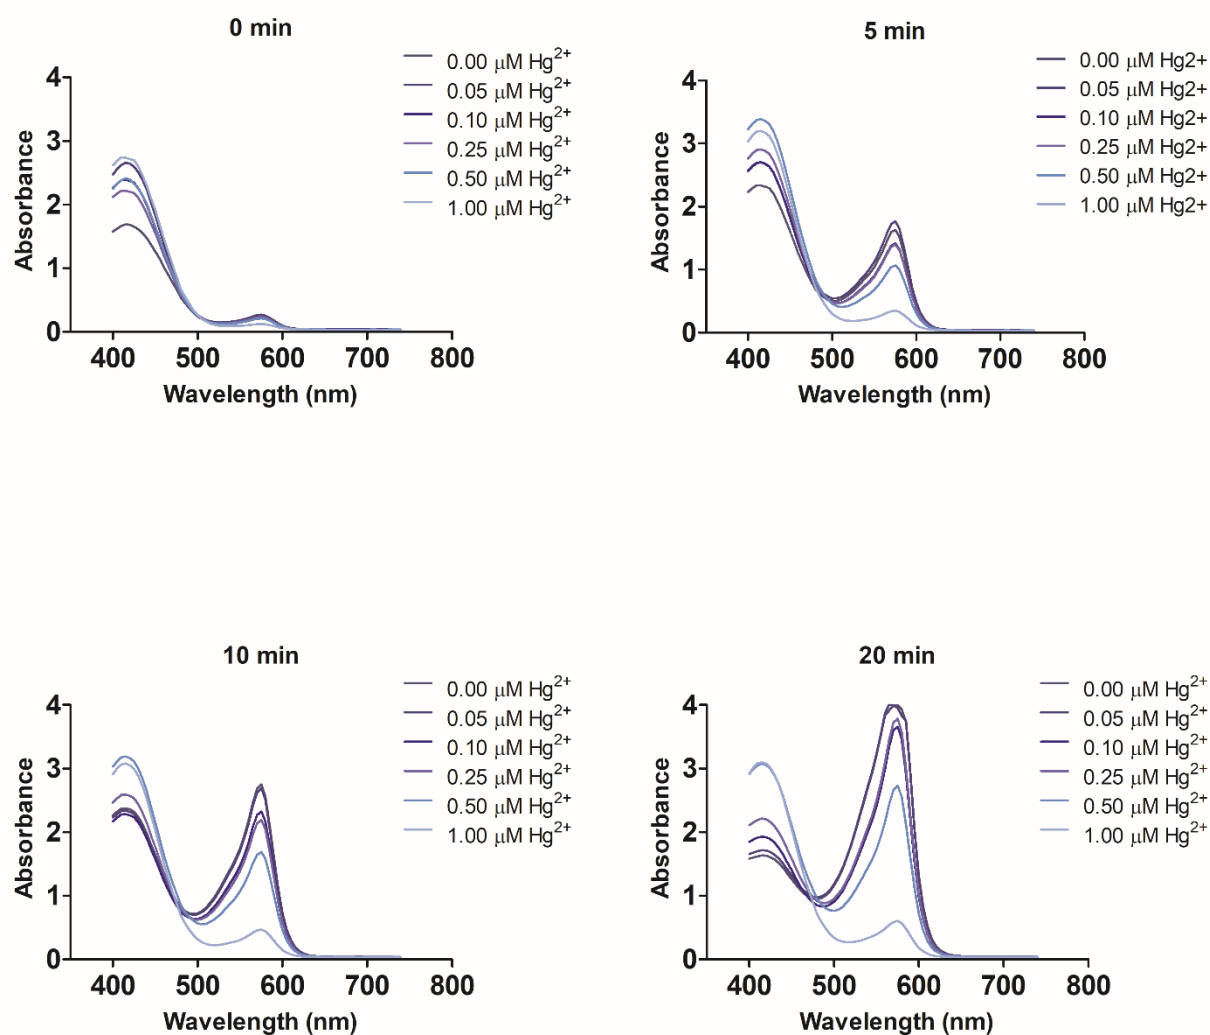 0 min
0.00 μM Hg²⁺
0.05 μM Hg²⁺
0.10 μM Hg²⁺
0.25 μM Hg²⁺
0.50 μM Hg²⁺
1.00 μM Hg²⁺
4
3
2
1
0
Absorbance
400 500 600 700 800
Wavelength (nm)
5 min
0.00 μM Hg2+
0.05 μM Hg2+
0.10 μM Hg2+
0.25 μM Hg2+
0.50 μM Hg2+
1.00 μM Hg2+
4
3
2
1
0
Absorbance
400 500 600 700 800
Wavelength (nm)
10 min
0.00 μM Hg²⁺
0.05 μM Hg²⁺
0.10 μM Hg²⁺
0.25 μM Hg²⁺
0.50 μM Hg²⁺
1.00 μM Hg²⁺
4
3
2
1
0
Absorbance
400 500 600 700 800
Wavelength (nm)
20 min
0.00 μM Hg²⁺
0.05 μM Hg²⁺
0.10 μM Hg²⁺
0.25 μM Hg²⁺
0.50 μM Hg²⁺
1.00 μM Hg²⁺
4
3
2
1
0
Absorbance
400 500 600 700 800
Wavelength (nm)